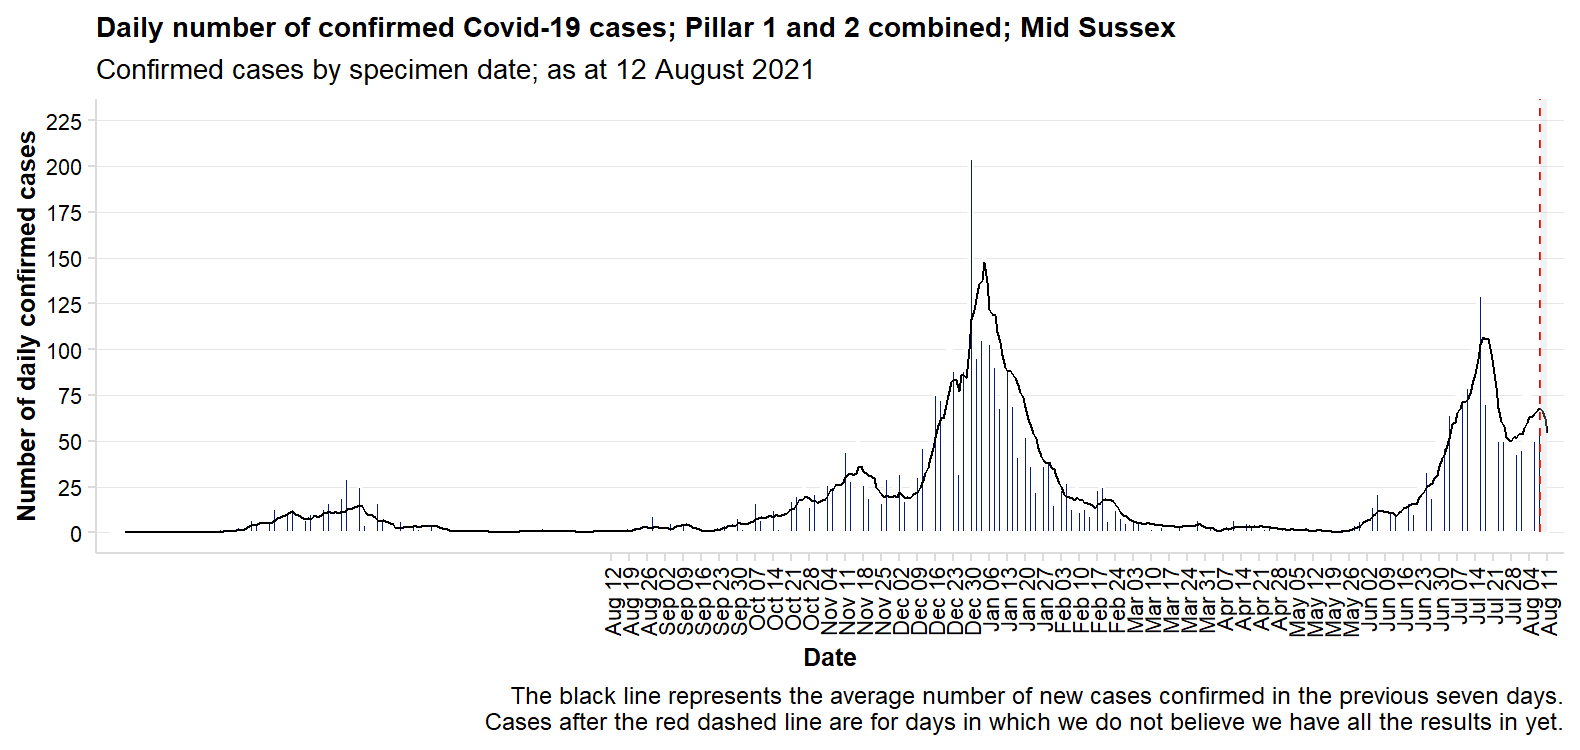 Daily number of confirmed Covid-19 cases; Pillar 1 and 2 combined; Mid Sussex
Confirmed cases by specimen date; as at 12 August 2021
Number of daily confirmed cases
225
200
175
150
125
100
75
50
25
0
Aug 12
Aug 19
Aug 26
Sep 02
Sep 09
Sep 16
Sep 23
Sep 30
Oct 07
Oct 14
Oct 21
Oct 28
Nov 04
Nov 11
Nov 18
Nov 25
Dec 02
Dec 09
Dec 16
Dec 23
Dec 30
Jan 06
Jan 13
Jan 20
Jan 27
Feb 03
Feb 10
Feb 17
Feb 24
Mar 03
Mar 10
Mar 17
Mar 24
Mar 31
Apr 07
Apr 14
Apr 21
Apr 28
May 05
May 12
May 19
May 26
Jun 02
Jun 09
Jun 16
Jun 23
Jun 30
Jul 07
Jul 14
Jul 21
Jul 28
Aug 04
Aug 11
Date
The black line represents the average number of new cases confirmed in the previous seven days.
Cases after the red dashed line are for days in which we do not believe we have all the results in yet.